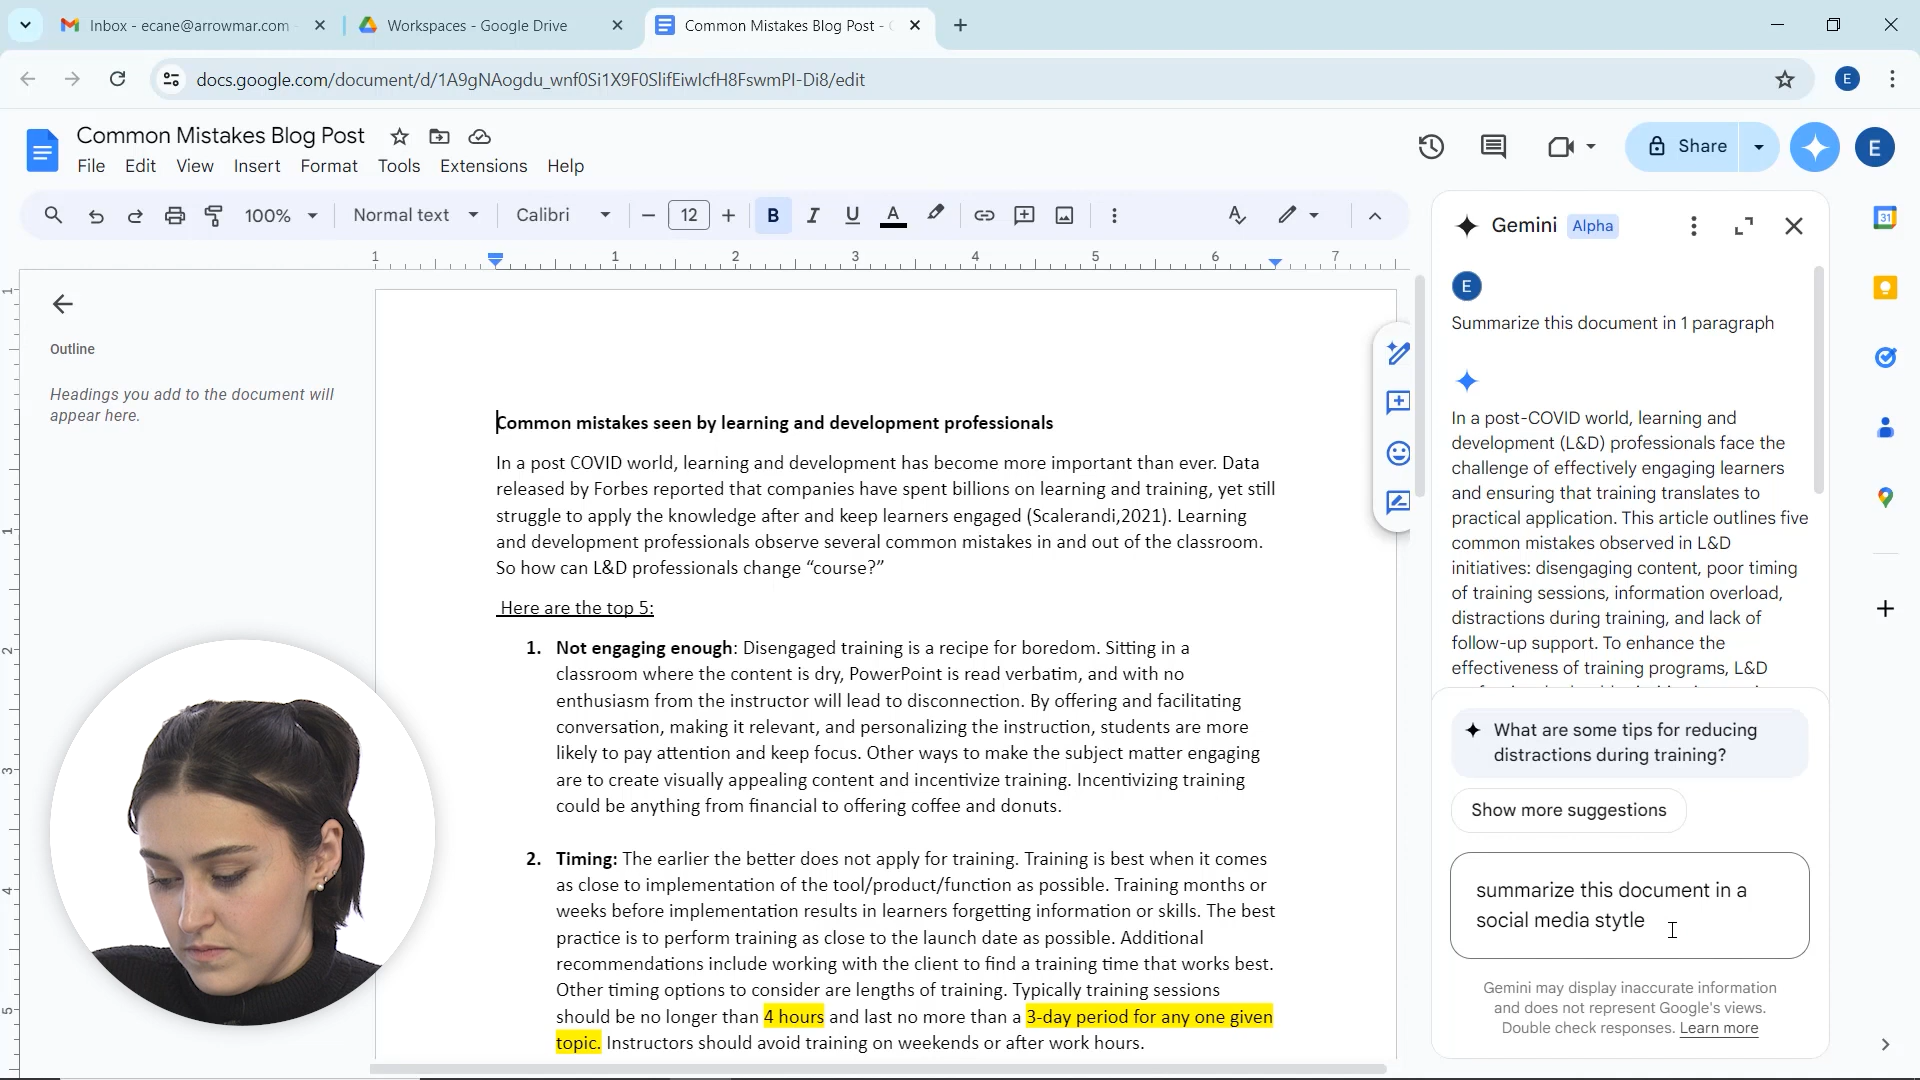 Inbox - ecane@arrowmar.com
Workspaces - Google Drive
Common Mistakes Blog Post -
docs.google.com/document/d/1A9gNAogdu_wnf0Si1X9F0SlifEiwIcfH8FswmPI-Di8/edit
E
Common Mistakes Blog Post
File Edit View Insert Format Tools Extensions Help
Share
E
100% Normal text Calibri 12 B I U A
1 1 2 3 4 5 6 7
Outline
Headings you add to the document will
appear here.
1
1
2
3
4
5
Common mistakes seen by learning and development professionals
In a post COVID world, learning and development has become more important than ever. Data
released by Forbes reported that companies have spent billions on learning and training, yet still
struggle to apply the knowledge after and keep learners engaged (Scalerandi,2021). Learning
and development professionals observe several common mistakes in and out of the classroom.
So how can L&D professionals change “course?”
Here are the top 5:
1. Not engaging enough: Disengaged training is a recipe for boredom. Sitting in a
classroom where the content is dry, PowerPoint is read verbatim, and with no
enthusiasm from the instructor will lead to disconnection. By offering and facilitating
conversation, making it relevant, and personalizing the instruction, students are more
likely to pay attention and keep focus. Other ways to make the subject matter engaging
are to create visually appealing content and incentivize training. Incentivizing training
could be anything from financial to offering coffee and donuts.
2. Timing: The earlier the better does not apply for training. Training is best when it comes
as close to implementation of the tool/product/function as possible. Training months or
weeks before implementation results in learners forgetting information or skills. The best
practice is to perform training as close to the launch date as possible. Additional
recommendations include working with the client to find a training time that works best.
Other timing options to consider are lengths of training. Typically training sessions
should be no longer than 4 hours and last no more than a 3-day period for any one given
topic. Instructors should avoid training on weekends or after work hours.
Gemini Alpha
E
Summarize this document in 1 paragraph
In a post-COVID world, learning and
development (L&D) professionals face the
challenge of effectively engaging learners
and ensuring that training translates to
practical application. This article outlines five
common mistakes observed in L&D
initiatives: disengaging content, poor timing
of training sessions, information overload,
distractions during training, and lack of
follow-up support. To enhance the
effectiveness of training programs, L&D
What are some tips for reducing
distractions during training?
Show more suggestions
summarize this document in a
social media stytle
Gemini may display inaccurate information
and does not represent Google's views.
Double check responses. Learn more
31